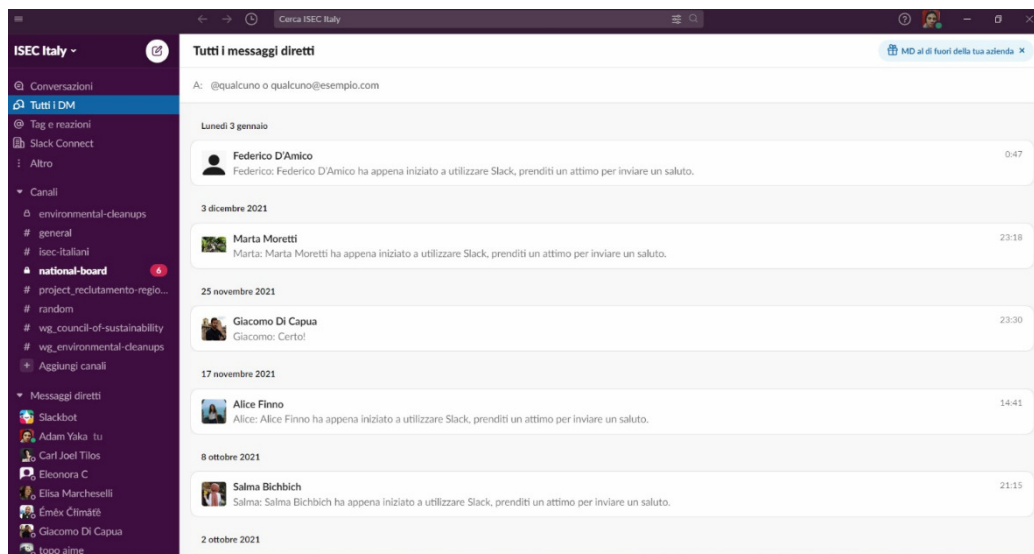 Cerca ISEC Italy
ISEC Italy
Tutti i messaggi diretti
MD al di fuori della tua azienda ×
A: @qualcuno o qualcuno@esempio.com
Conversazioni
Tutti i DM
@ Tag e reazioni
Slack Connect
Altro
Canali
environmental-cleanups
# general
# isec-italiani
national-board 6
# project_reclutamento-regio...
# random
# wg_council-of-sustainability
# wg_environmental-cleanups
+ Aggiungi canali
Messaggi diretti
Slackbot
Adam Yaka tu
Carl Joel Tilos
Eleonora C
Elisa Marcheselli
Giacomo Di Capua
topo aime
Lunedì 3 gennaio
Federico D'Amico 0:47
Federico: Federico D'Amico ha appena iniziato a utilizzare Slack, prenditi un attimo per inviare un saluto.
3 dicembre 2021
Marta Moretti 23:18
Marta: Marta Moretti ha appena iniziato a utilizzare Slack, prenditi un attimo per inviare un saluto.
25 novembre 2021
Giacomo Di Capua 23:30
Giacomo: Certo!
17 novembre 2021
Alice Finno 14:41
Alice: Alice Finno ha appena iniziato a utilizzare Slack, prenditi un attimo per inviare un saluto.
8 ottobre 2021
Salma Bichbich 21:15
Salma: Salma Bichbich ha appena iniziato a utilizzare Slack, prenditi un attimo per inviare un saluto.
2 ottobre 2021